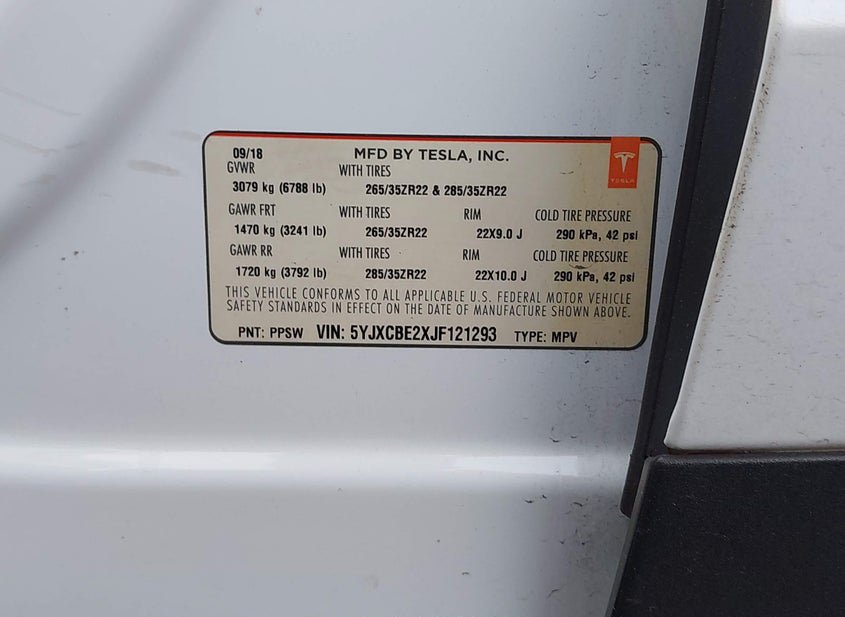 09/18 MFD BY TESLA, INC.
GVWR WITH TIRES
3079 kg (6788 lb) 265/35ZR22 & 285/35ZR22
GAWR FRT WITH TIRES RIM COLD TIRE PRESSURE
1470 kg (3241 lb) 265/35ZR22 22X9.0 J 290 kPa, 42 psi
GAWR RR WITH TIRES RIM COLD TIRE PRESSURE
1720 kg (3792 lb) 285/35ZR22 22X10.0 J 290 kPa, 42 psi
THIS VEHICLE CONFORMS TO ALL APPLICABLE U.S. FEDERAL MOTOR VEHICLE
SAFETY STANDARDS IN EFFECT ON THE DATE OF MANUFACTURE SHOWN ABOVE.
PNT: PPSW VIN: 5YJXCBE2XJF121293 TYPE: MPV
TESLA